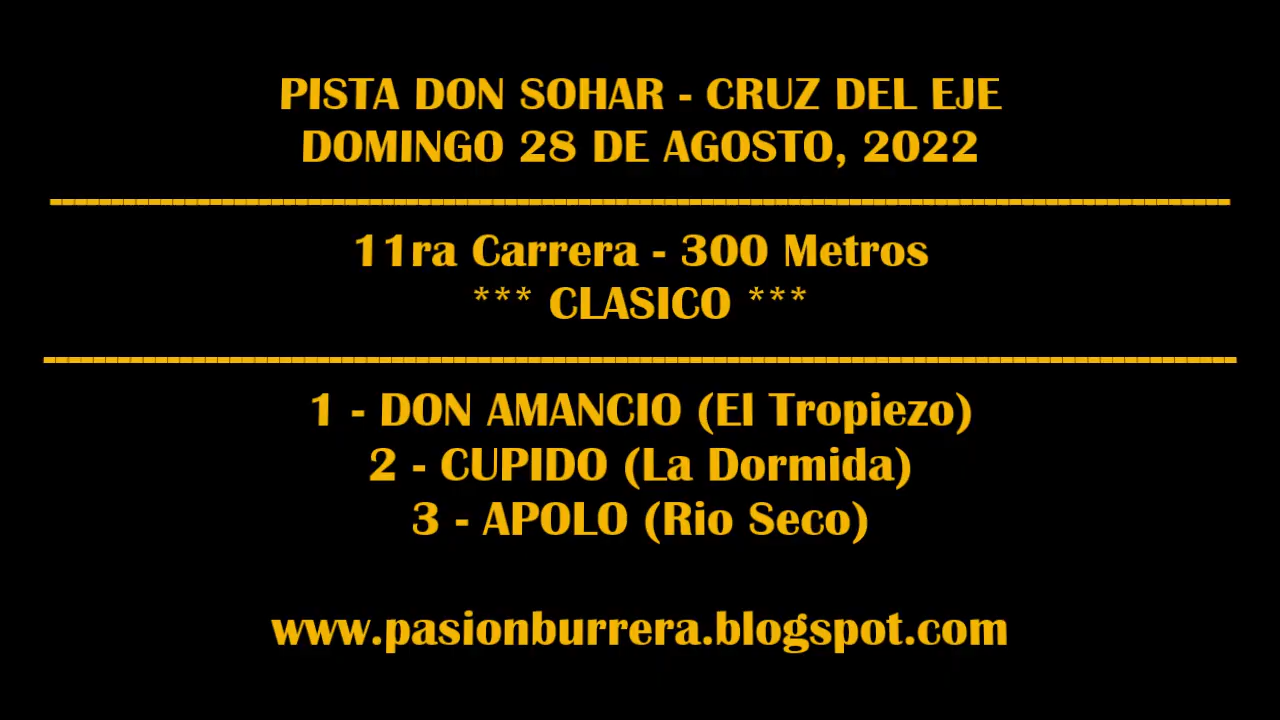 PISTA DON SOHAR - CRUZ DEL EJE
DOMINGO 28 DE AGOSTO, 2022
11ra Carrera - 300 Metros
*** CLASICO ***
1 - DON AMANCIO (El Tropiezo)
2 - CUPIDO (La Dormida)
3 - APOLO (Rio Seco)
www.pasionburrera.blogspot.com